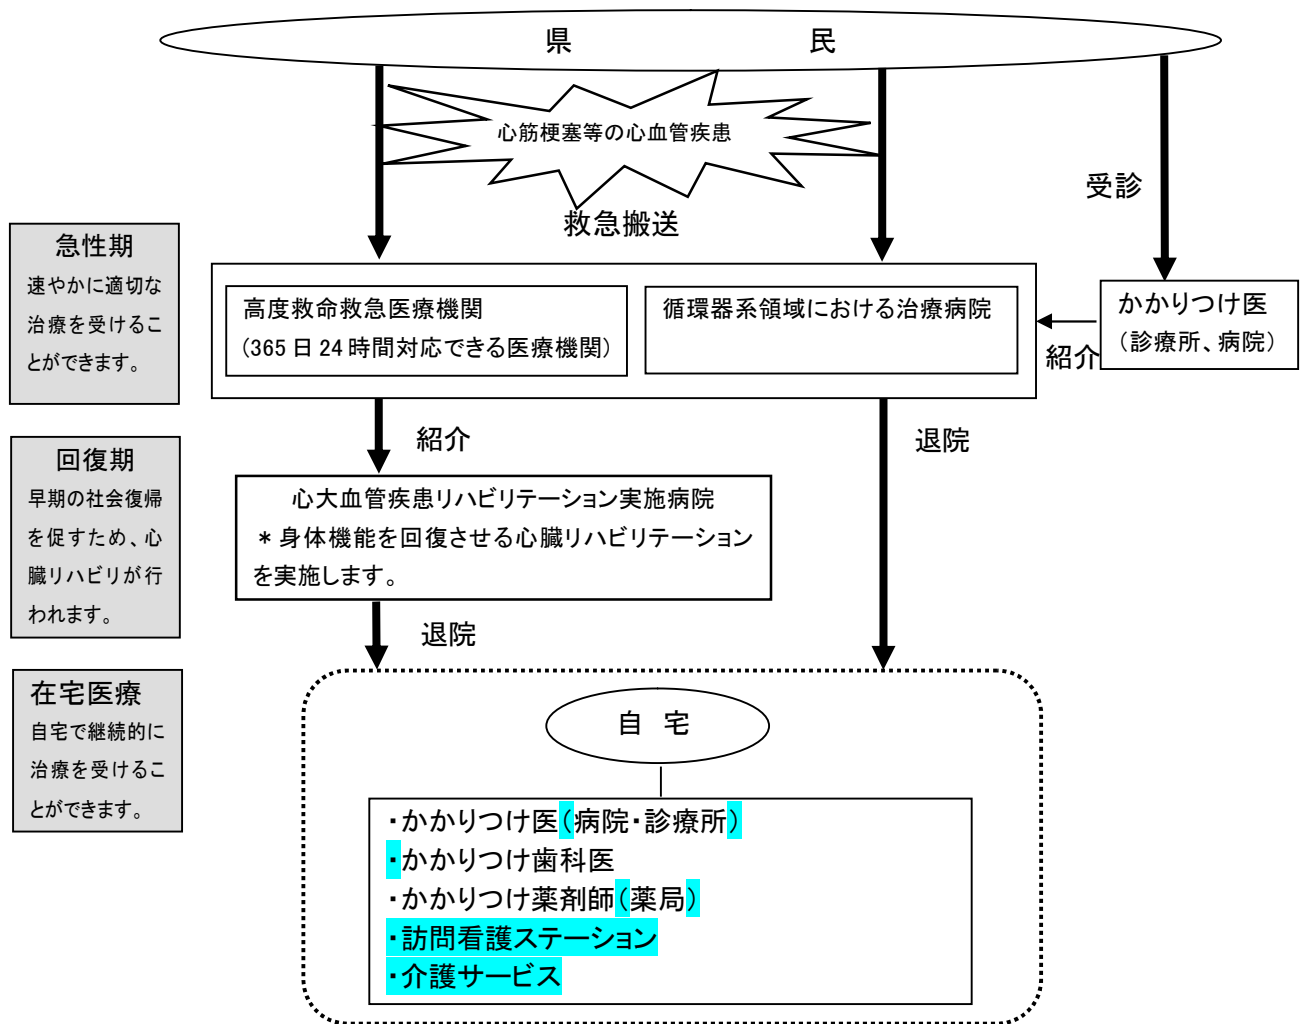 県 民
心筋梗塞等の心血管疾患
受診
救急搬送
急性期
速やかに適切な
治療を受けるこ
とができます。
高度救命救急医療機関
(365日24時間対応できる医療機関)
循環器系領域における治療病院
かかりつけ医
(診療所、病院)
紹介
紹介
退院
回復期
早期の社会復帰
を促すため、心
臓リハビリが行
われます。
心大血管疾患リハビリテーション実施病院
*身体機能を回復させる心臓リハビリテーション
を実施します。
退院
在宅医療
自宅で継続的に
治療を受けるこ
とができます。
自 宅
・かかりつけ医(病院・診療所)
・かかりつけ歯科医
・かかりつけ薬剤師(薬局)
・訪問看護ステーション
・介護サービス